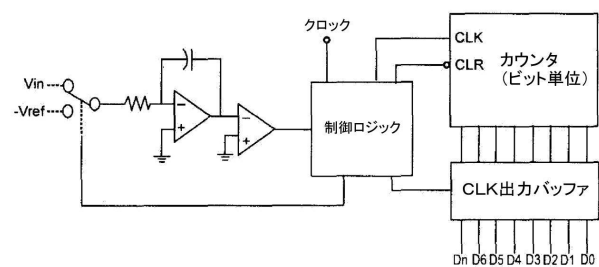 クロック
Vin
-Vref
-
+
-
+
制御ロジック
CLK
CLR
カウンタ
(ビット単位)
CLK出力バッファ
Dn D6 D5 D4 D3 D2 D1 D0